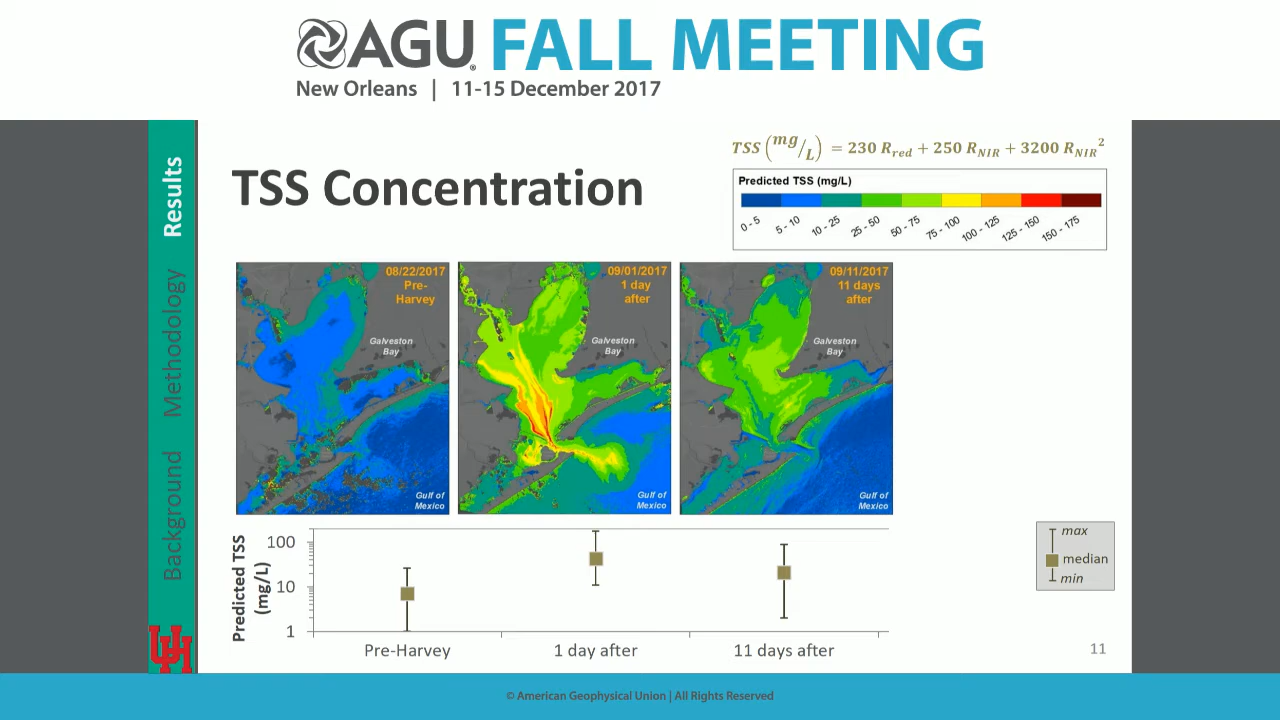 AGU FALL MEETING
New Orleans | 11-15 December 2017
Results
Methodology
Background
TSS Concentration
TSS (mg/L) = 230 R_red + 250 R_NIR + 3200 R_NIR^2
Predicted TSS (mg/L)
0 - 5 5 - 10 10 - 25 25 - 50 50 - 75 75 - 100 100 - 125 125 - 150 150 - 175
08/22/2017
Pre-
Harvey
Galveston
Bay
Gulf of
Mexico
09/01/2017
1 day
after
Galveston
Bay
Gulf of
Mexico
09/11/2017
11 days
after
Galveston
Bay
Gulf of
Mexico
Predicted TSS
(mg/L)
100
10
1
Pre-Harvey 1 day after 11 days after
max
median
min
11
UH
© American Geophysical Union | All Rights Reserved